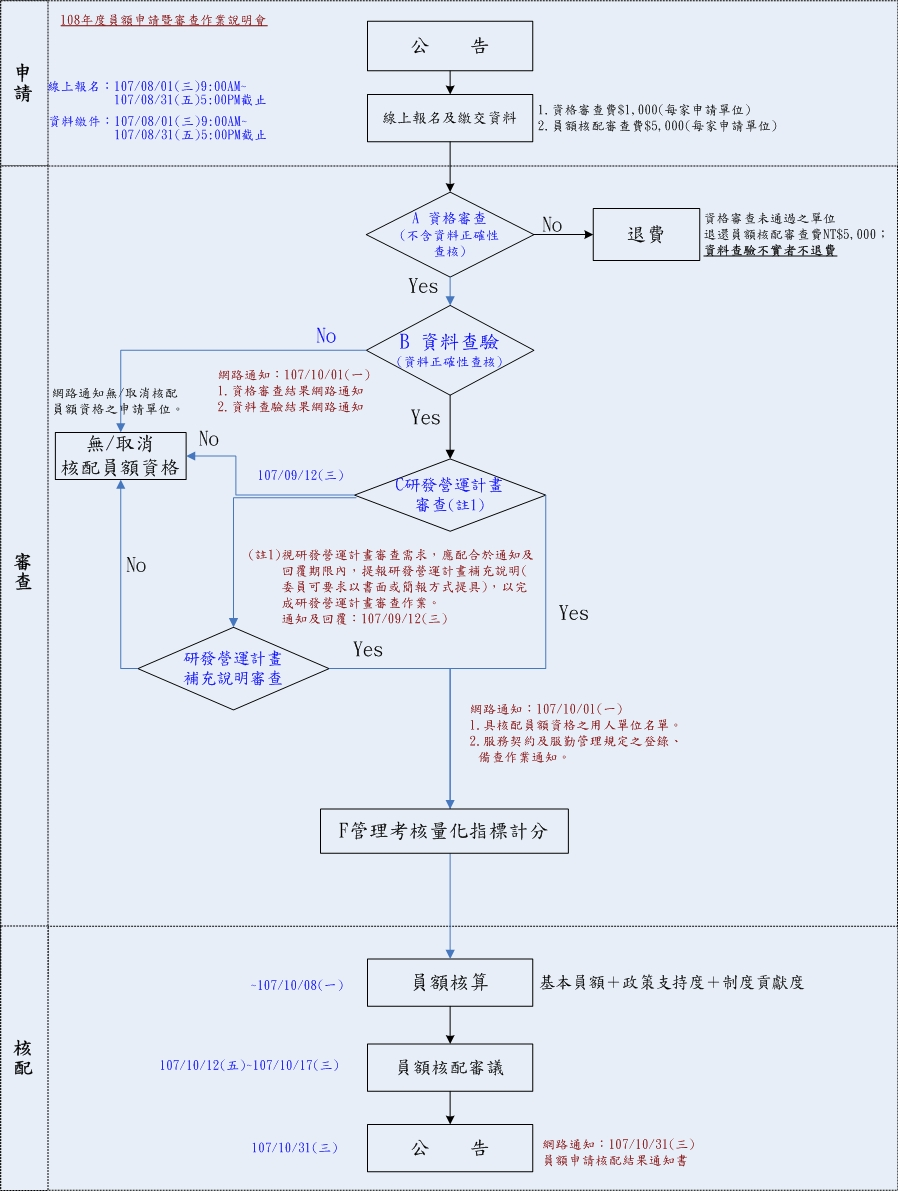 108年度員額申請暨審查作業說明會
公 告
申請
線上報名：107/08/01(三)9:00AM~
107/08/31(五)5:00PM截止
資料繳件：107/08/01(三)9:00AM~
107/08/31(五)5:00PM截止
線上報名及繳交資料
1.資格審查費$1,000(每家申請單位)
2.員額核配審查費$5,000(每家申請單位)
A 資格審查
(不含資料正確性
查核)
No
退費
資格審查未通過之單位
退還員額核配審查費NT$5,000；
資料查驗不實者不退費
Yes
B 資料查驗
(資料正確性查核)
No
網路通知：107/10/01(一)
1.資格審查結果網路通知
2.資料查驗結果網路通知
網路通知無/取消核配
員額資格之申請單位。
Yes
無/取消
核配員額資格
No
107/09/12(三)
C研發營運計畫
審查(註1)
審查
(註1)視研發營運計畫審查需求，應配合於通知及
回覆期限內，提報研發營運計畫補充說明(
委員可要求以書面或簡報方式提具)，以完
成研發營運計畫審查作業。
通知及回覆：107/09/12(三)
No
Yes
研發營運計畫
補充說明審查
Yes
網路通知：107/10/01(一)
1.具核配員額資格之用人單位名單。
2.服務契約及服勤管理規定之登錄、
備查作業通知。
F管理考核量化指標計分
核配
~107/10/08(一)
員額核算
基本員額＋政策支持度＋制度貢獻度
107/10/12(五)~107/10/17(三)
員額核配審議
107/10/31(三)
公 告
網路通知：107/10/31(三)
員額申請核配結果通知書